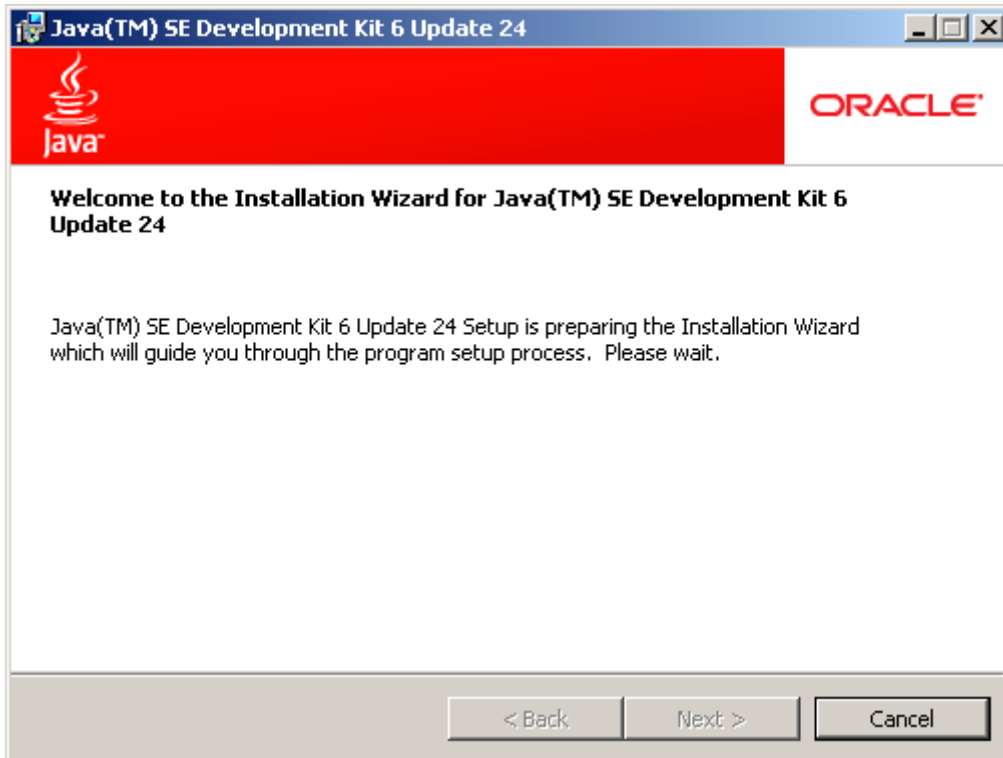 Java(TM) SE Development Kit 6 Update 24
Java™
ORACLE®
Welcome to the Installation Wizard for Java(TM) SE Development Kit 6
Update 24
Java(TM) SE Development Kit 6 Update 24 Setup is preparing the Installation Wizard
which will guide you through the program setup process.  Please wait.
< Back
Next >
Cancel